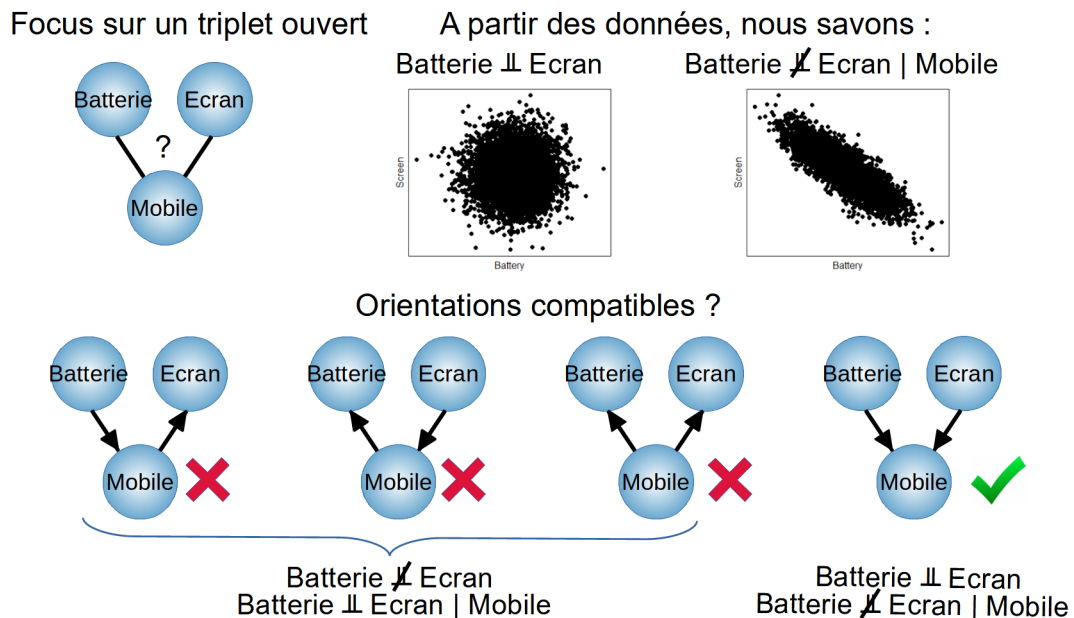 Focus sur un triplet ouvert
A partir des données, nous savons :
Batterie ⫫ Ecran
Batterie ⫫̸ Ecran | Mobile
Batterie
Ecran
?
Mobile
Screen
Battery
Screen
Battery
Orientations compatibles ?
Batterie
Ecran
Mobile
Batterie
Ecran
Mobile
Batterie
Ecran
Mobile
Batterie
Ecran
Mobile
Batterie ⫫̸ Ecran
Batterie ⫫ Ecran | Mobile
Batterie ⫫ Ecran
Batterie ⫫̸ Ecran | Mobile